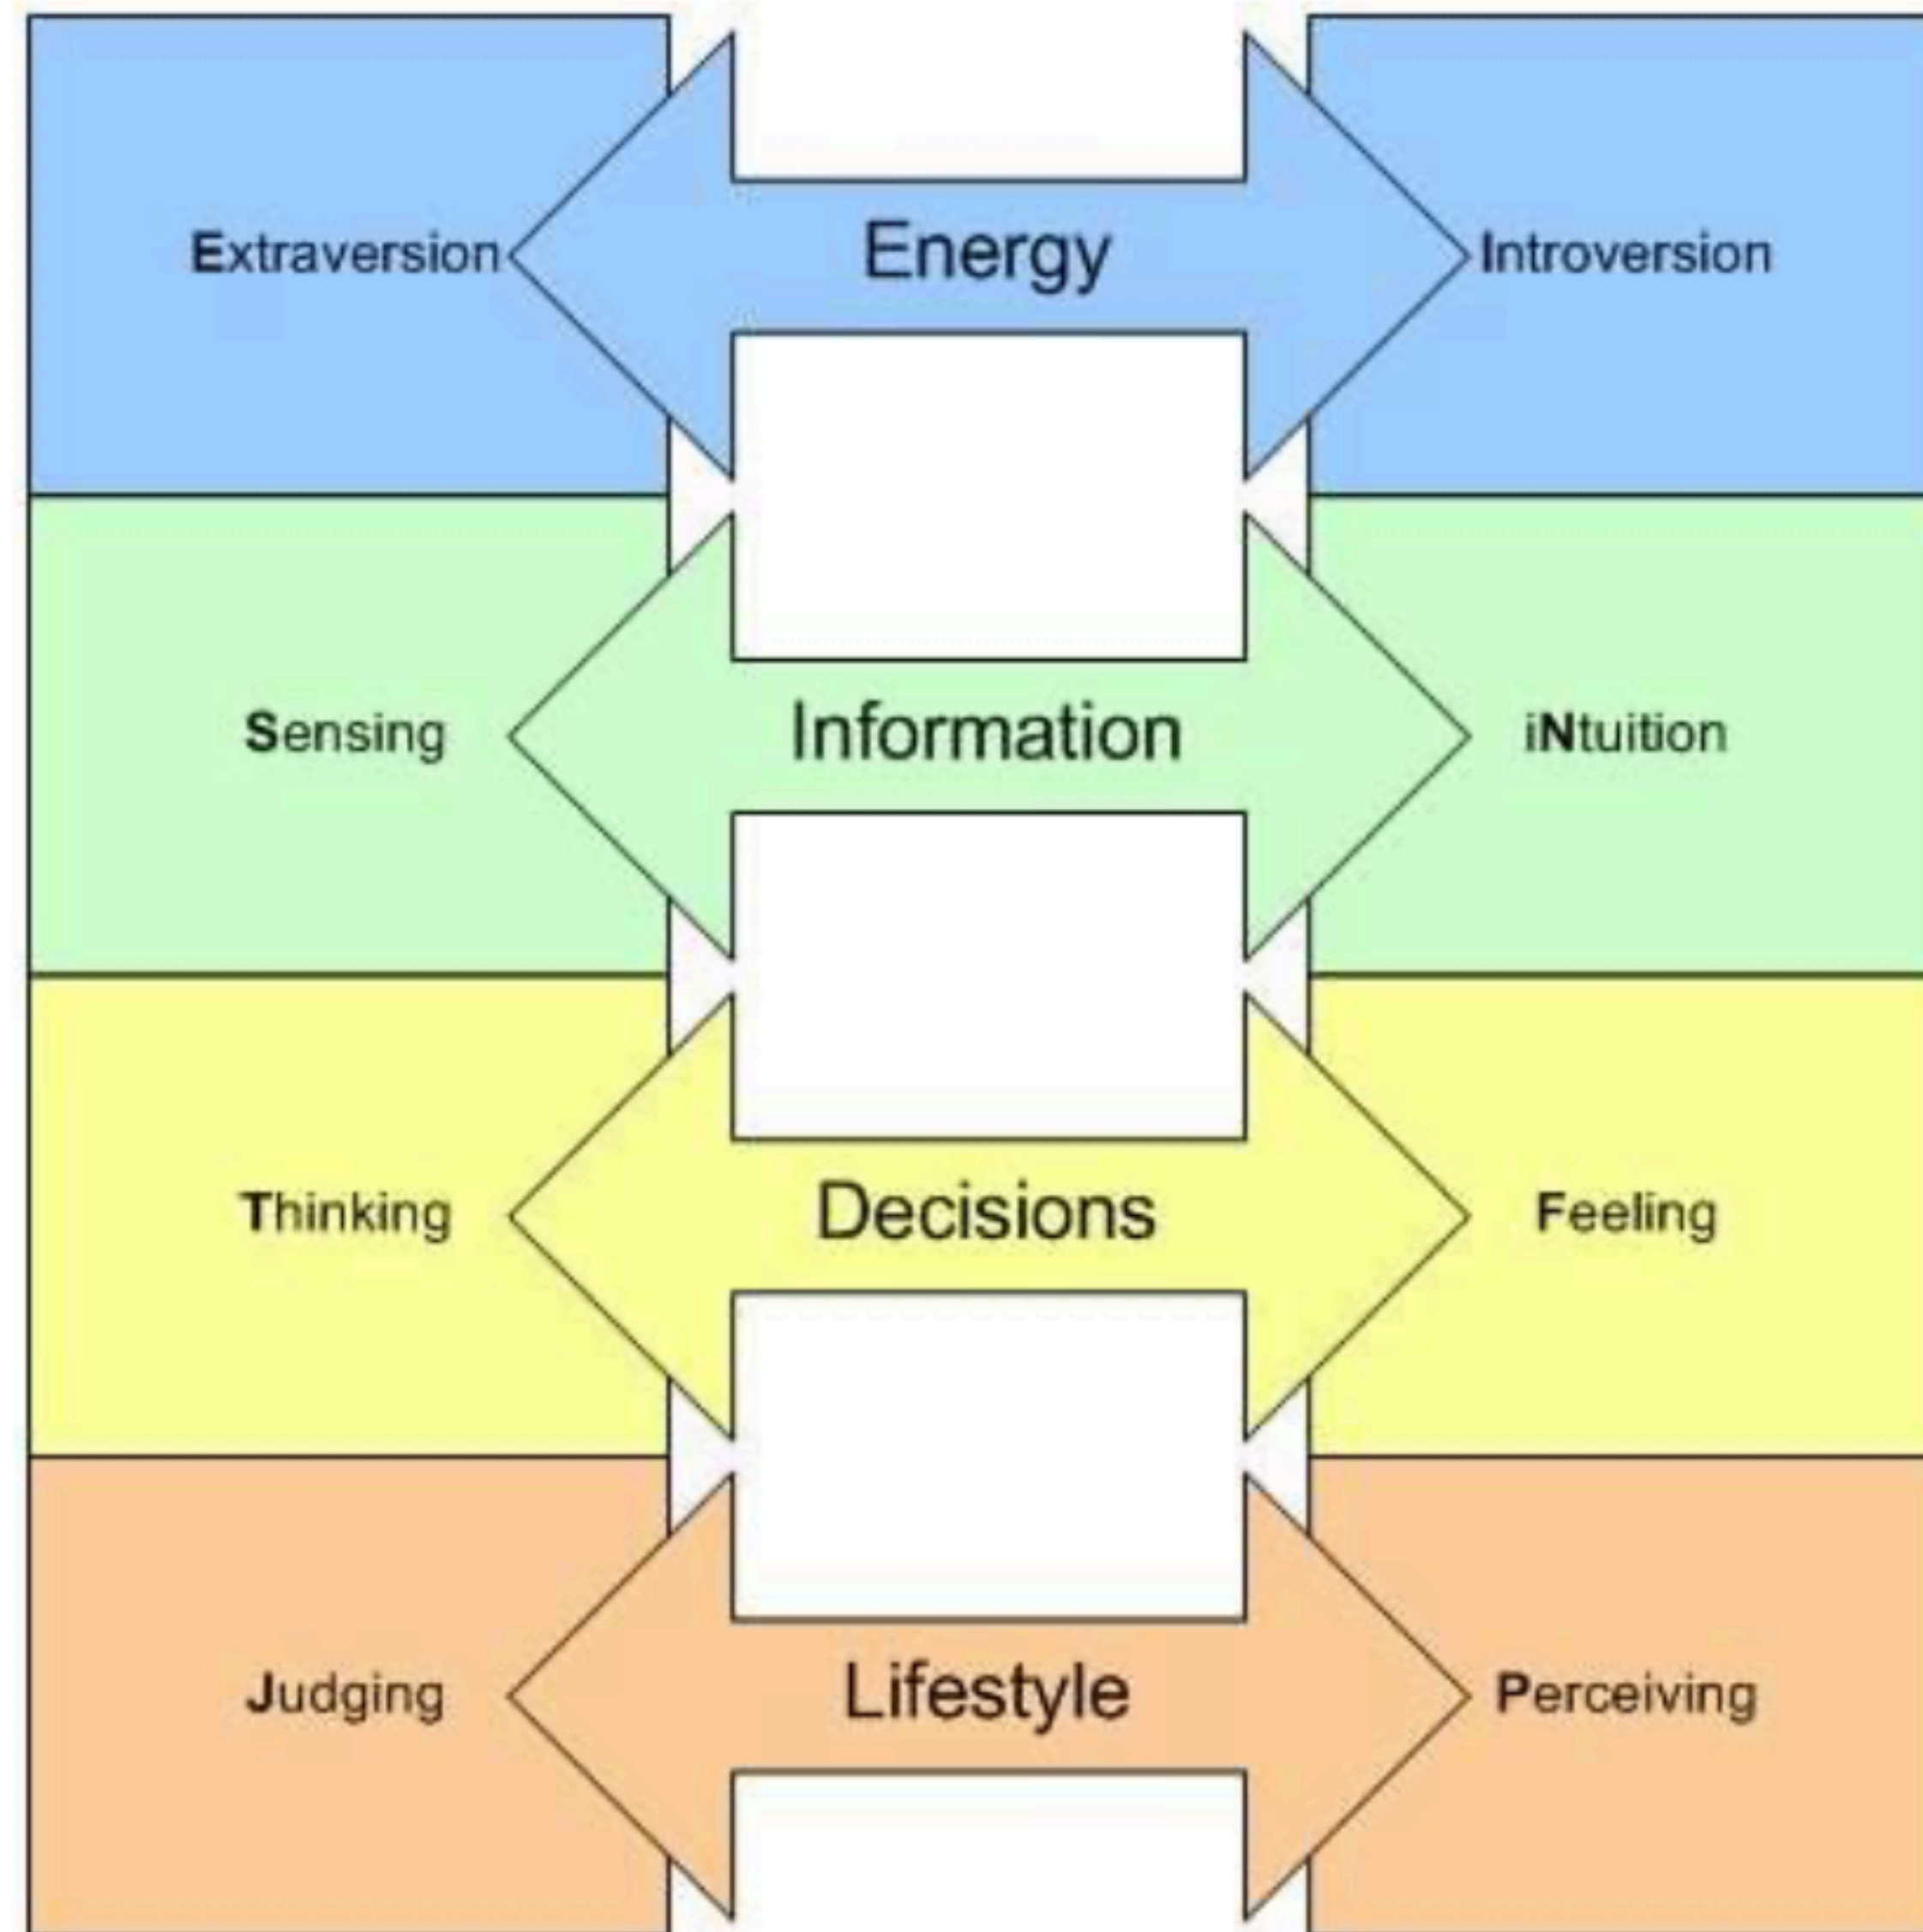 Extraversion Energy Introversion
Sensing Information iNtuition
Thinking Decisions Feeling
Judging Lifestyle Perceiving